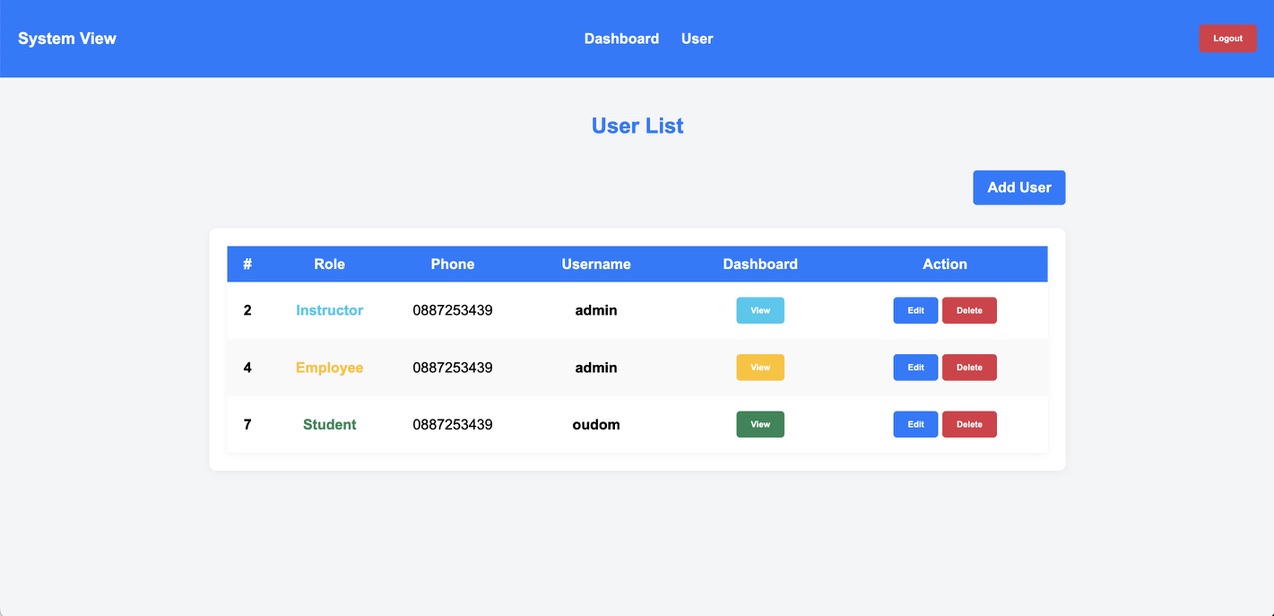 System View Dashboard User Logout
User List
Add User
# Role Phone Username Dashboard Action
2 Instructor 0887253439 admin View Edit Delete
4 Employee 0887253439 admin View Edit Delete
7 Student 0887253439 oudom View Edit Delete